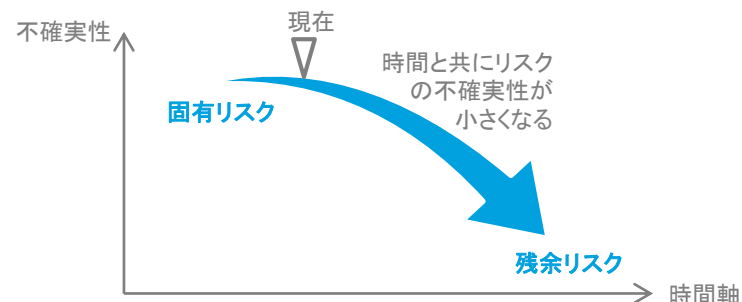 不確実性
現在
時間と共にリスク
の不確実性が
小さくなる
固有リスク
残余リスク
時間軸